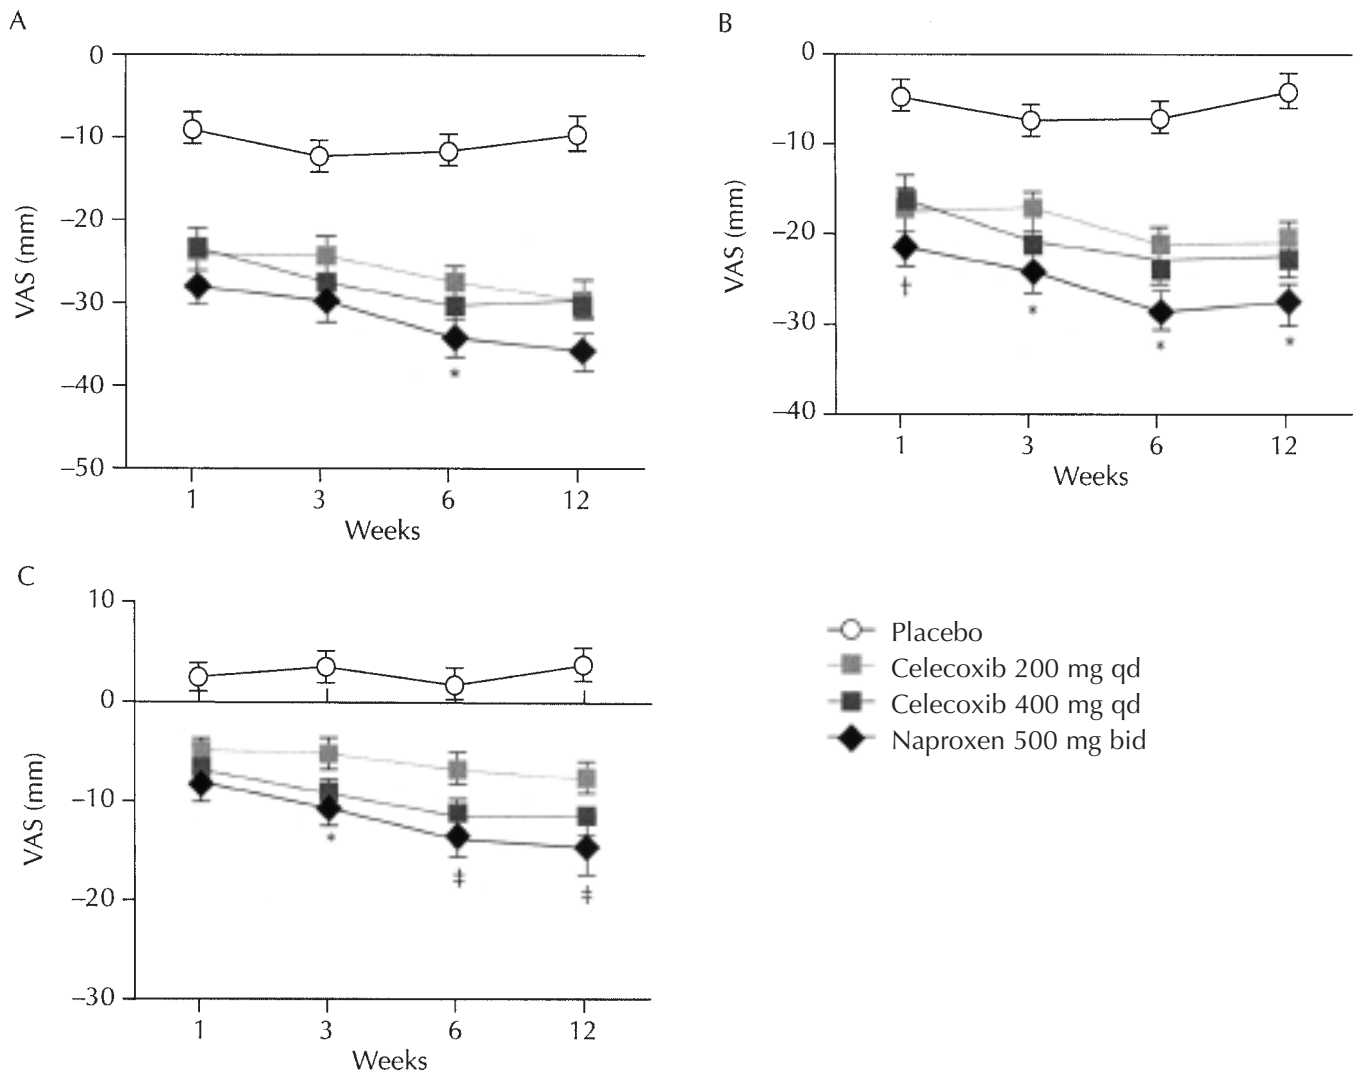 A
0
–10
–20
–30
–40
–50
VAS (mm)
*
1 3 6 12
Weeks
B
0
–10
–20
–30
–40
VAS (mm)
† * * *
1 3 6 12
Weeks
C
10
0
–10
–20
–30
VAS (mm)
* ‡ ‡
1 3 6 12
Weeks
Placebo
Celecoxib 200 mg qd
Celecoxib 400 mg qd
Naproxen 500 mg bid